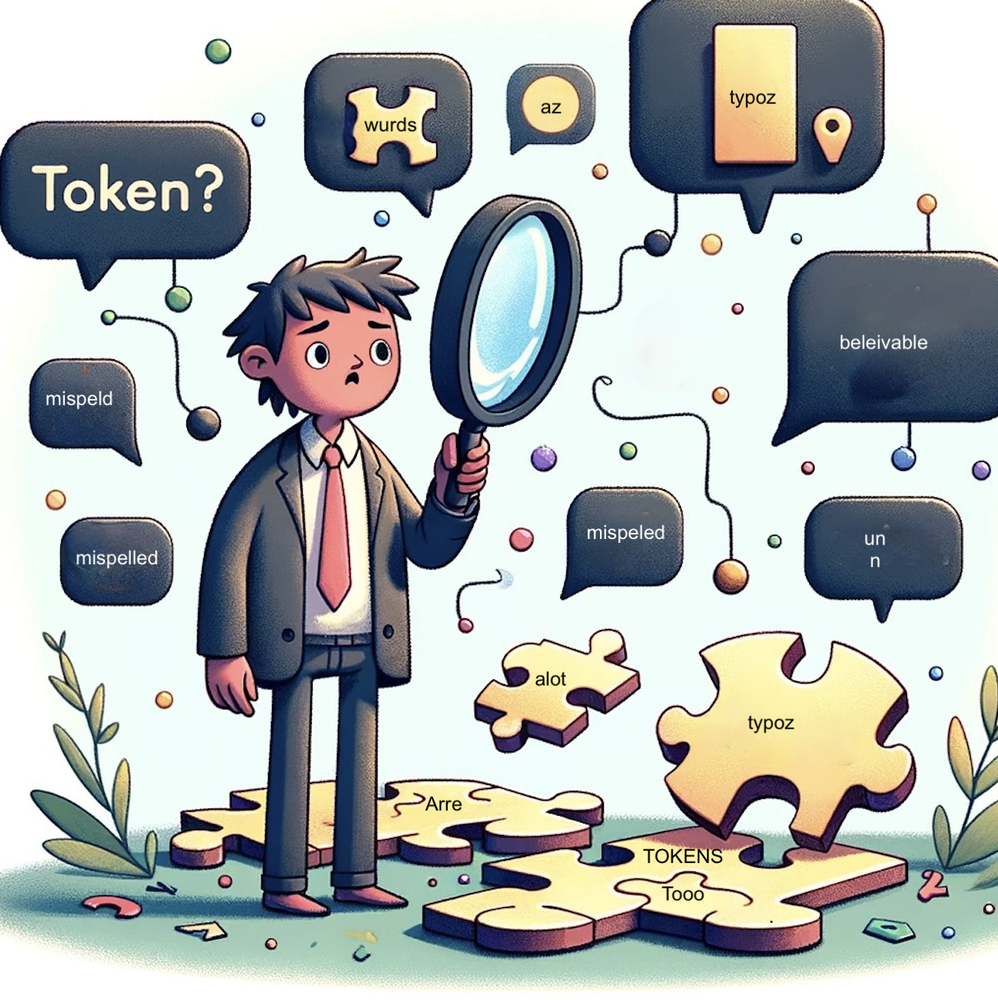 Token?
wurds
az
typoz
beleivable
mispeld
mispelled
mispeled
un
n
alot
typoz
Arre
TOKENS
Tooo